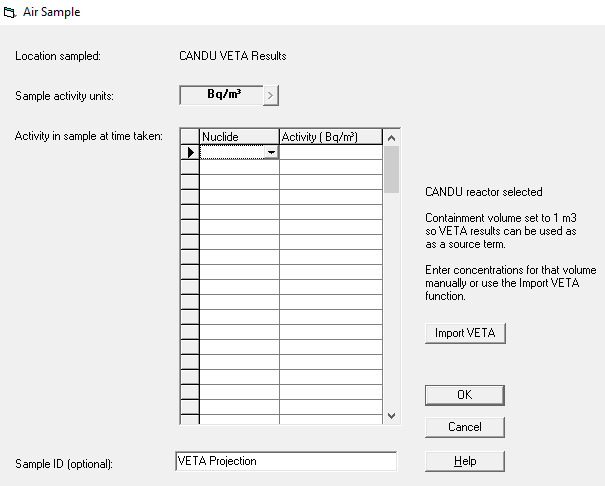 Air Sample
Location sampled: CANDU VETA Results
Sample activity units: Bq/m³ >
Activity in sample at time taken:
Nuclide Activity ( Bq/m³)
CANDU reactor selected
Containment volume set to 1 m3
so VETA results can be used as
as a source term.
Enter concentrations for that volume
manually or use the Import VETA
function.
Import VETA
OK
Cancel
Sample ID (optional): VETA Projection
Help